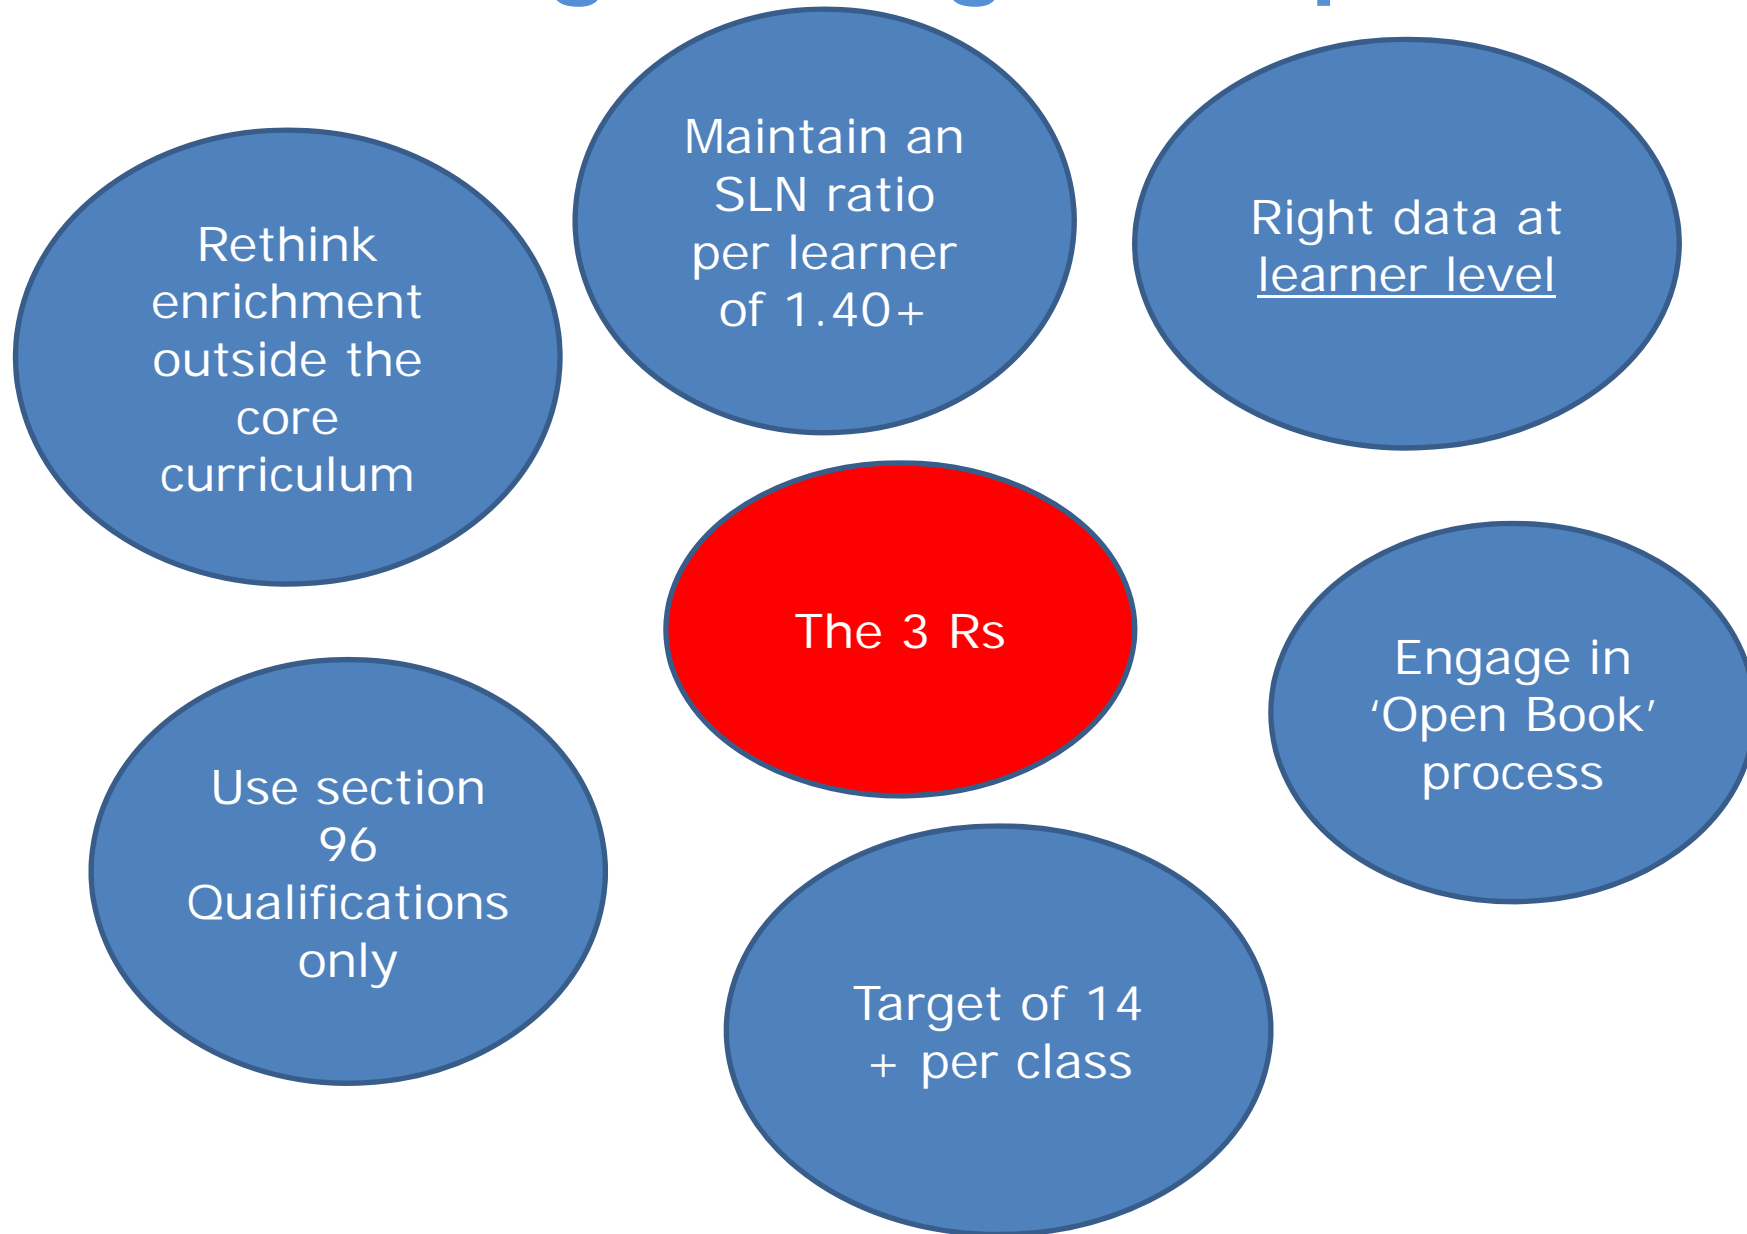 Maintain an
SLN ratio
per learner
of 1.40+
Right data at
learner level
Rethink
enrichment
outside the
core
curriculum
The 3 Rs
Engage in
‘Open Book’
process
Use section
96
Qualifications
only
Target of 14
+ per class